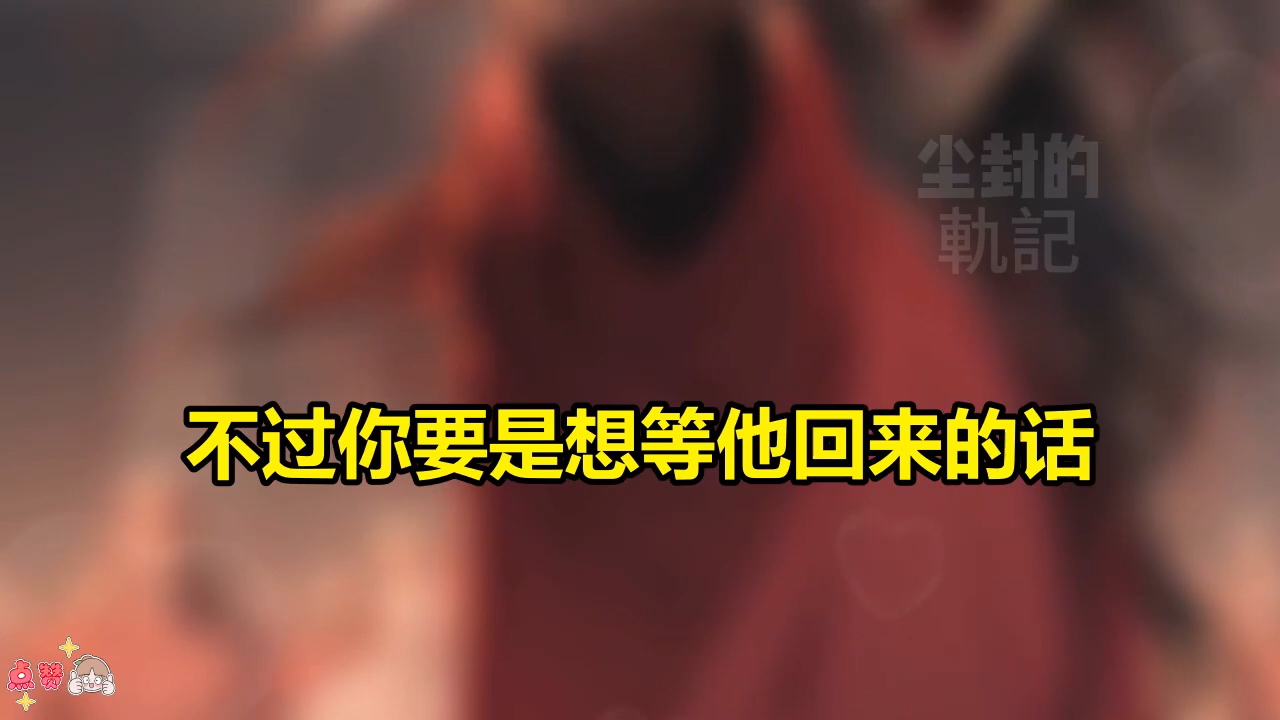 尘封的
軌記
不过你要是想等他回来的话
点赞